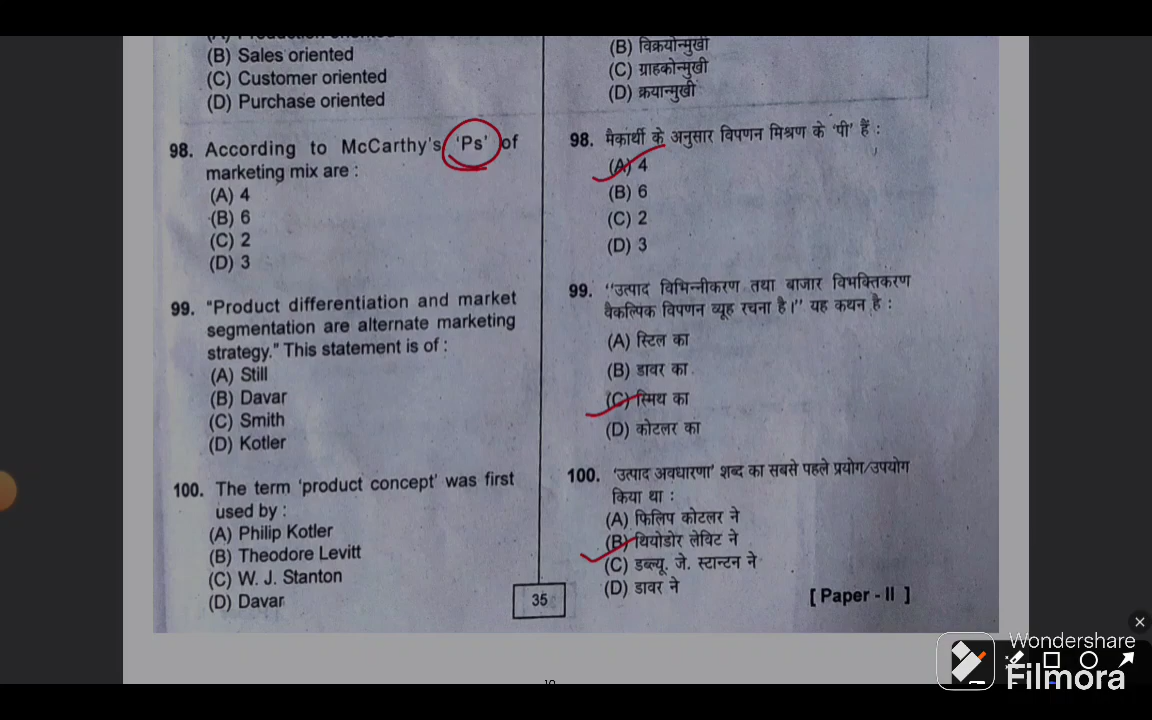 (B) Sales oriented
(C) Customer oriented
(D) Purchase oriented
98. According to McCarthy's 'Ps' of
marketing mix are :
(A) 4
(B) 6
(C) 2
(D) 3
99. "Product differentiation and market
segmentation are alternate marketing
strategy." This statement is of :
(A) Still
(B) Davar
(C) Smith
(D) Kotler
100. The term 'product concept' was first
used by :
(A) Philip Kotler
(B) Theodore Levitt
(C) W. J. Stanton
(D) Davar
(B) विक्रयोन्मुखी
(C) ग्राहकोन्मुखी
(D) क्रयान्मुखी
98. मैकार्थी के अनुसार विपणन मिश्रण के 'पी' हैं :
(A) 4
(B) 6
(C) 2
(D) 3
99. "उत्पाद विभिन्नीकरण तथा बाजार विभक्तिकरण
वैकल्पिक विपणन व्यूह रचना है।" यह कथन है :
(A) स्टिल का
(B) डावर का
(C) स्मिथ का
(D) कोटलर का
100. 'उत्पाद अवधारणा' शब्द का सबसे पहले प्रयोग/उपयोग
किया था :
(A) फिलिप कोटलर ने
(B) थियोडोर लेविट ने
(C) डब्ल्यू. जे. स्टान्टन ने
(D) डावर ने
35
[ Paper - II ]
Wondershare
Filmora